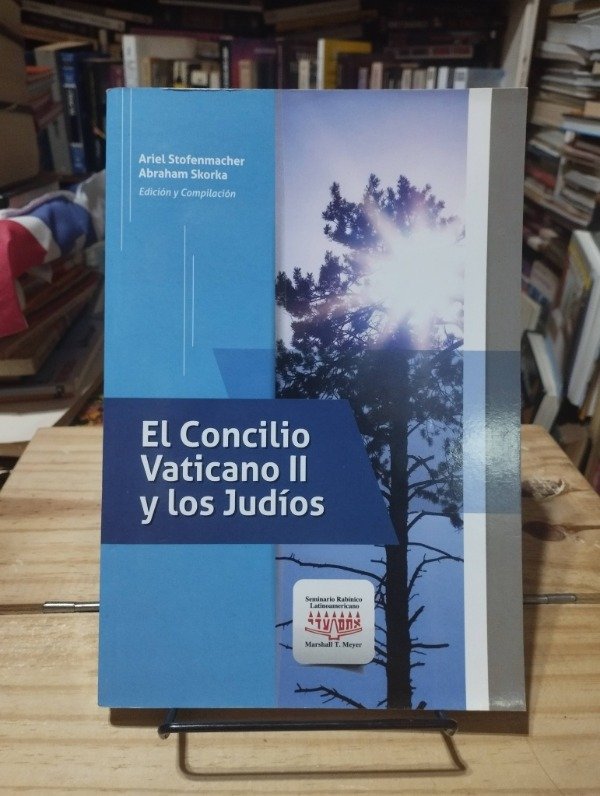 Ariel Stofenmacher
Abraham Skorka
Edición y Compilación
El Concilio
Vaticano II
y los Judíos
Seminario Rabínico
Latinoamericano
Marshall T. Meyer